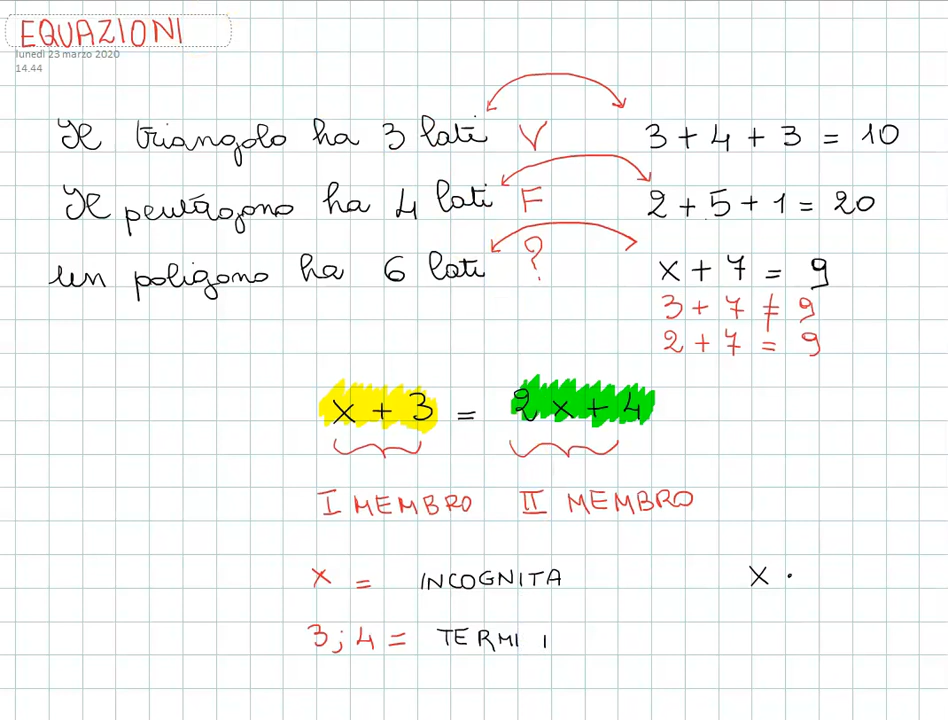 EQUAZIONI
lunedì 23 marzo 2020
14.44
Il triangolo ha 3 lati V 3 + 4 + 3 = 10
Il pentagono ha 4 lati F 2 + 5 + 1 = 20
un poligono ha 6 lati ? x + 7 = 9
3 + 7 ≠ 9
2 + 7 = 9
x + 3 = 2x + 4
I MEMBRO II MEMBRO
x = INCOGNITA x .
3; 4 = TERMI I